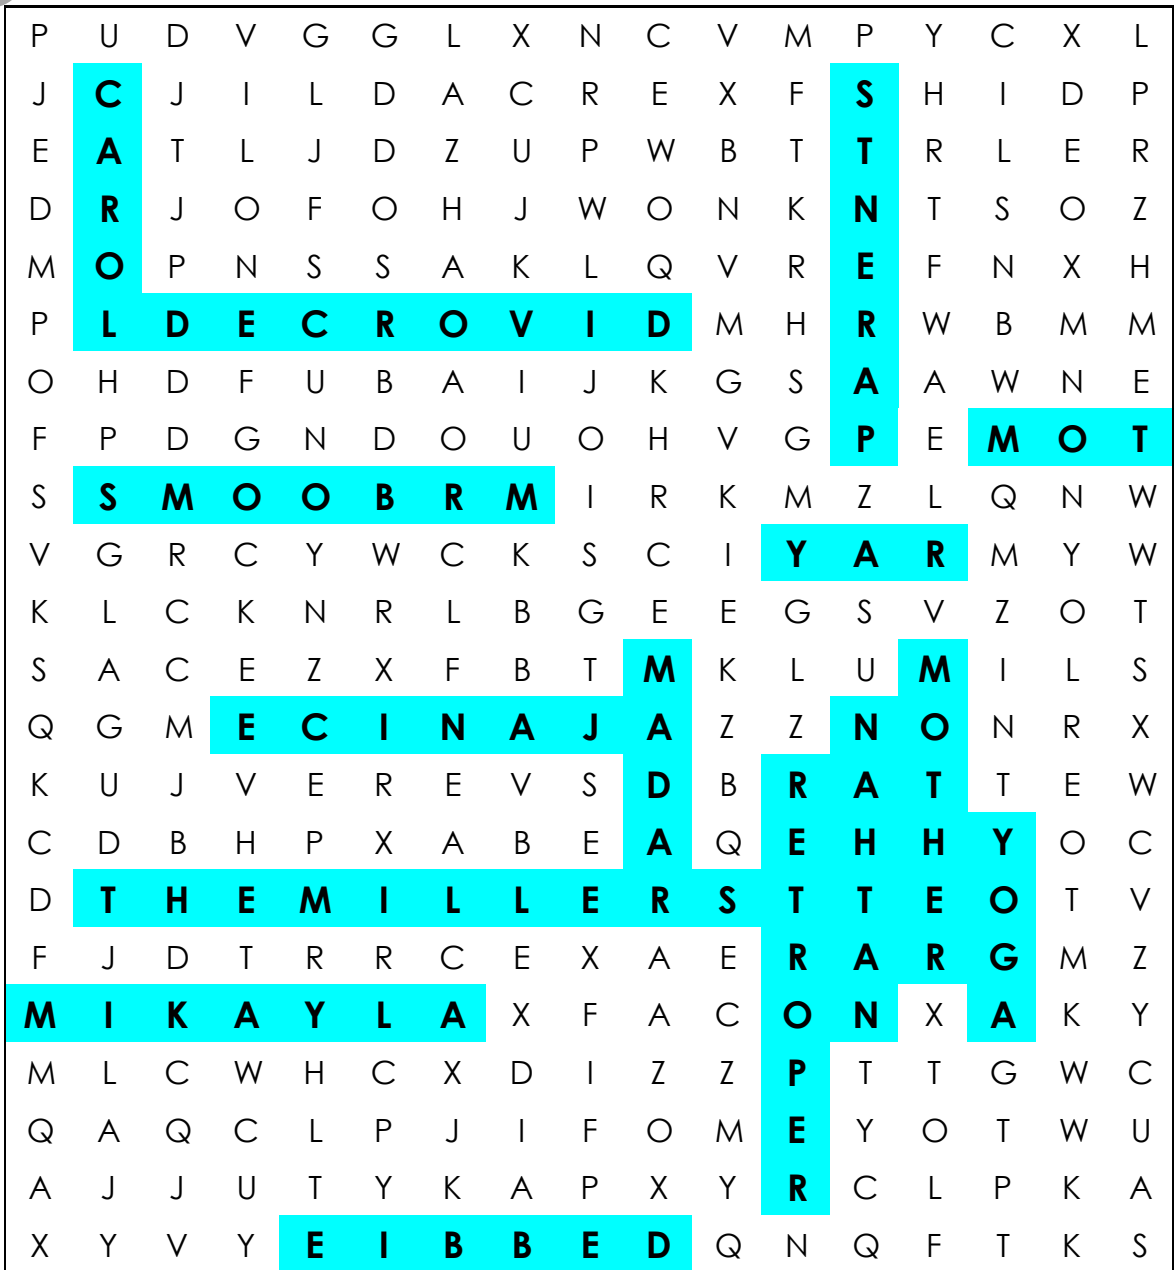 P U D V G G L X N C V M P Y C X L
J C J I L D A C R E X F S H I D P
E A T L J D Z U P W B T T R L E R
D R J O F O H J W O N K N T S O Z
M O P N S S A K L Q V R E F N X H
P L D E C R O V I D M H R W B M M
O H D F U B A I J K G S A A W N E
F P D G N D O U O H V G P E M O T
S S M O O B R M I R K M Z L Q N W
V G R C Y W C K S C I Y A R M Y W
K L C K N R L B G E E G S V Z O T
S A C E Z X F B T M K L U M I L S
Q G M E C I N A J A Z Z N O N R X
K U J V E R E V S D B R A T T E W
C D B H P X A B E A Q E H H Y O C
D T H E M I L L E R S T T E O T V
F J D T R R C E X A E R A R G M Z
M I K A Y L A X F A C O N X A K Y
M L C W H C X D I Z Z P T T G W C
Q A Q C L P J I F O M E Y O T W U
A J J U T Y K A P X Y R C L P K A
X Y V Y E I B B E D Q N Q F T K S